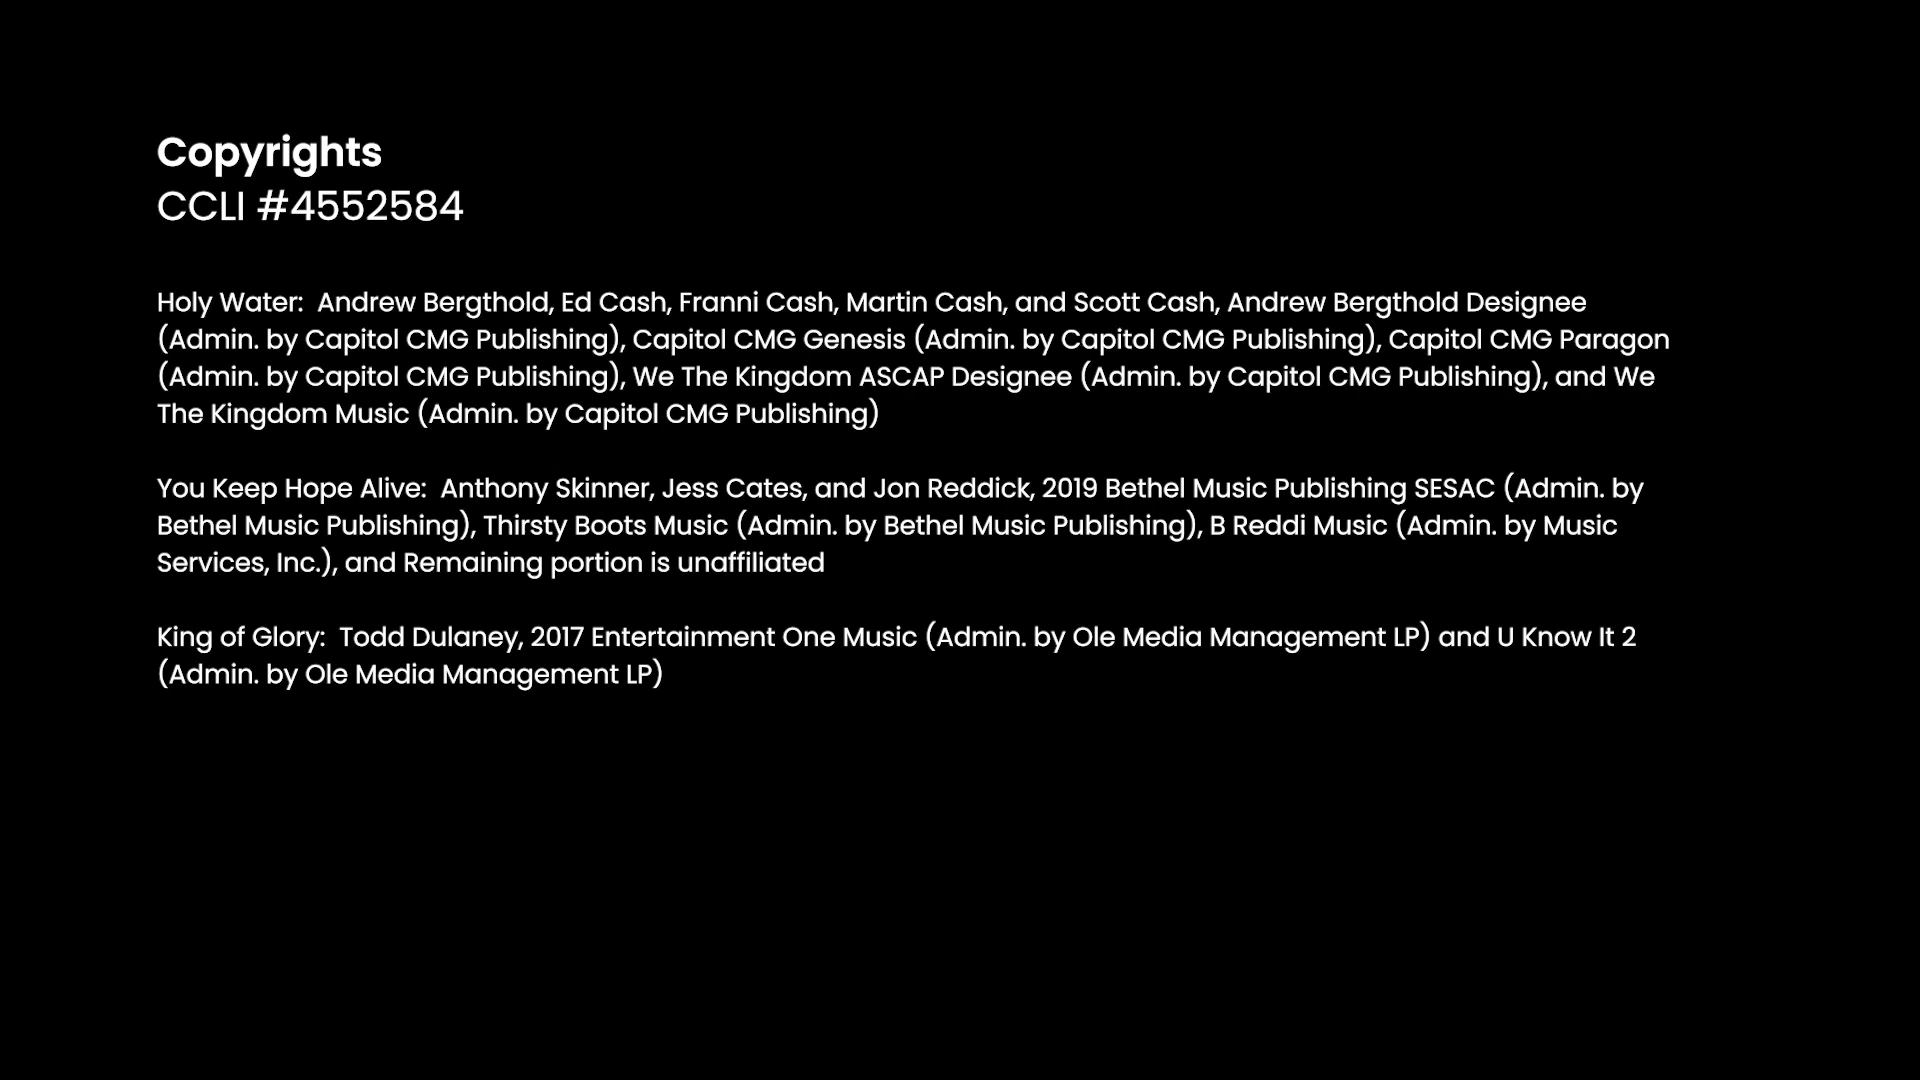 Copyrights
CCLI #4552584
Holy Water:  Andrew Bergthold, Ed Cash, Franni Cash, Martin Cash, and Scott Cash, Andrew Bergthold Designee
(Admin. by Capitol CMG Publishing), Capitol CMG Genesis (Admin. by Capitol CMG Publishing), Capitol CMG Paragon
(Admin. by Capitol CMG Publishing), We The Kingdom ASCAP Designee (Admin. by Capitol CMG Publishing), and We
The Kingdom Music (Admin. by Capitol CMG Publishing)
You Keep Hope Alive:  Anthony Skinner, Jess Cates, and Jon Reddick, 2019 Bethel Music Publishing SESAC (Admin. by
Bethel Music Publishing), Thirsty Boots Music (Admin. by Bethel Music Publishing), B Reddi Music (Admin. by Music
Services, Inc.), and Remaining portion is unaffiliated
King of Glory:  Todd Dulaney, 2017 Entertainment One Music (Admin. by Ole Media Management LP) and U Know It 2
(Admin. by Ole Media Management LP)